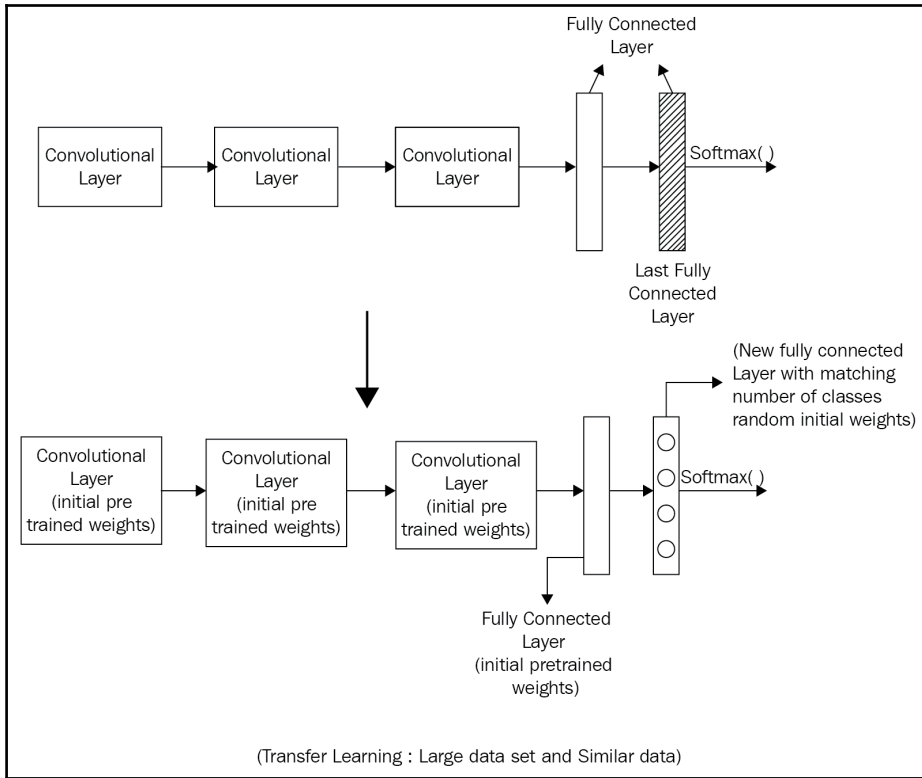 Fully Connected
Layer
Convolutional
Layer
Convolutional
Layer
Convolutional
Layer
Softmax( )
Last Fully
Connected
Layer
(New fully connected
Layer with matching
number of classes
random initial weights)
Convolutional
Layer
(initial pre
trained weights)
Convolutional
Layer
(initial pre
trained weights)
Convolutional
Layer
(initial pre
trained weights)
Softmax( )
Fully Connected
Layer
(initial pretrained
weights)
(Transfer Learning : Large data set and Similar data)